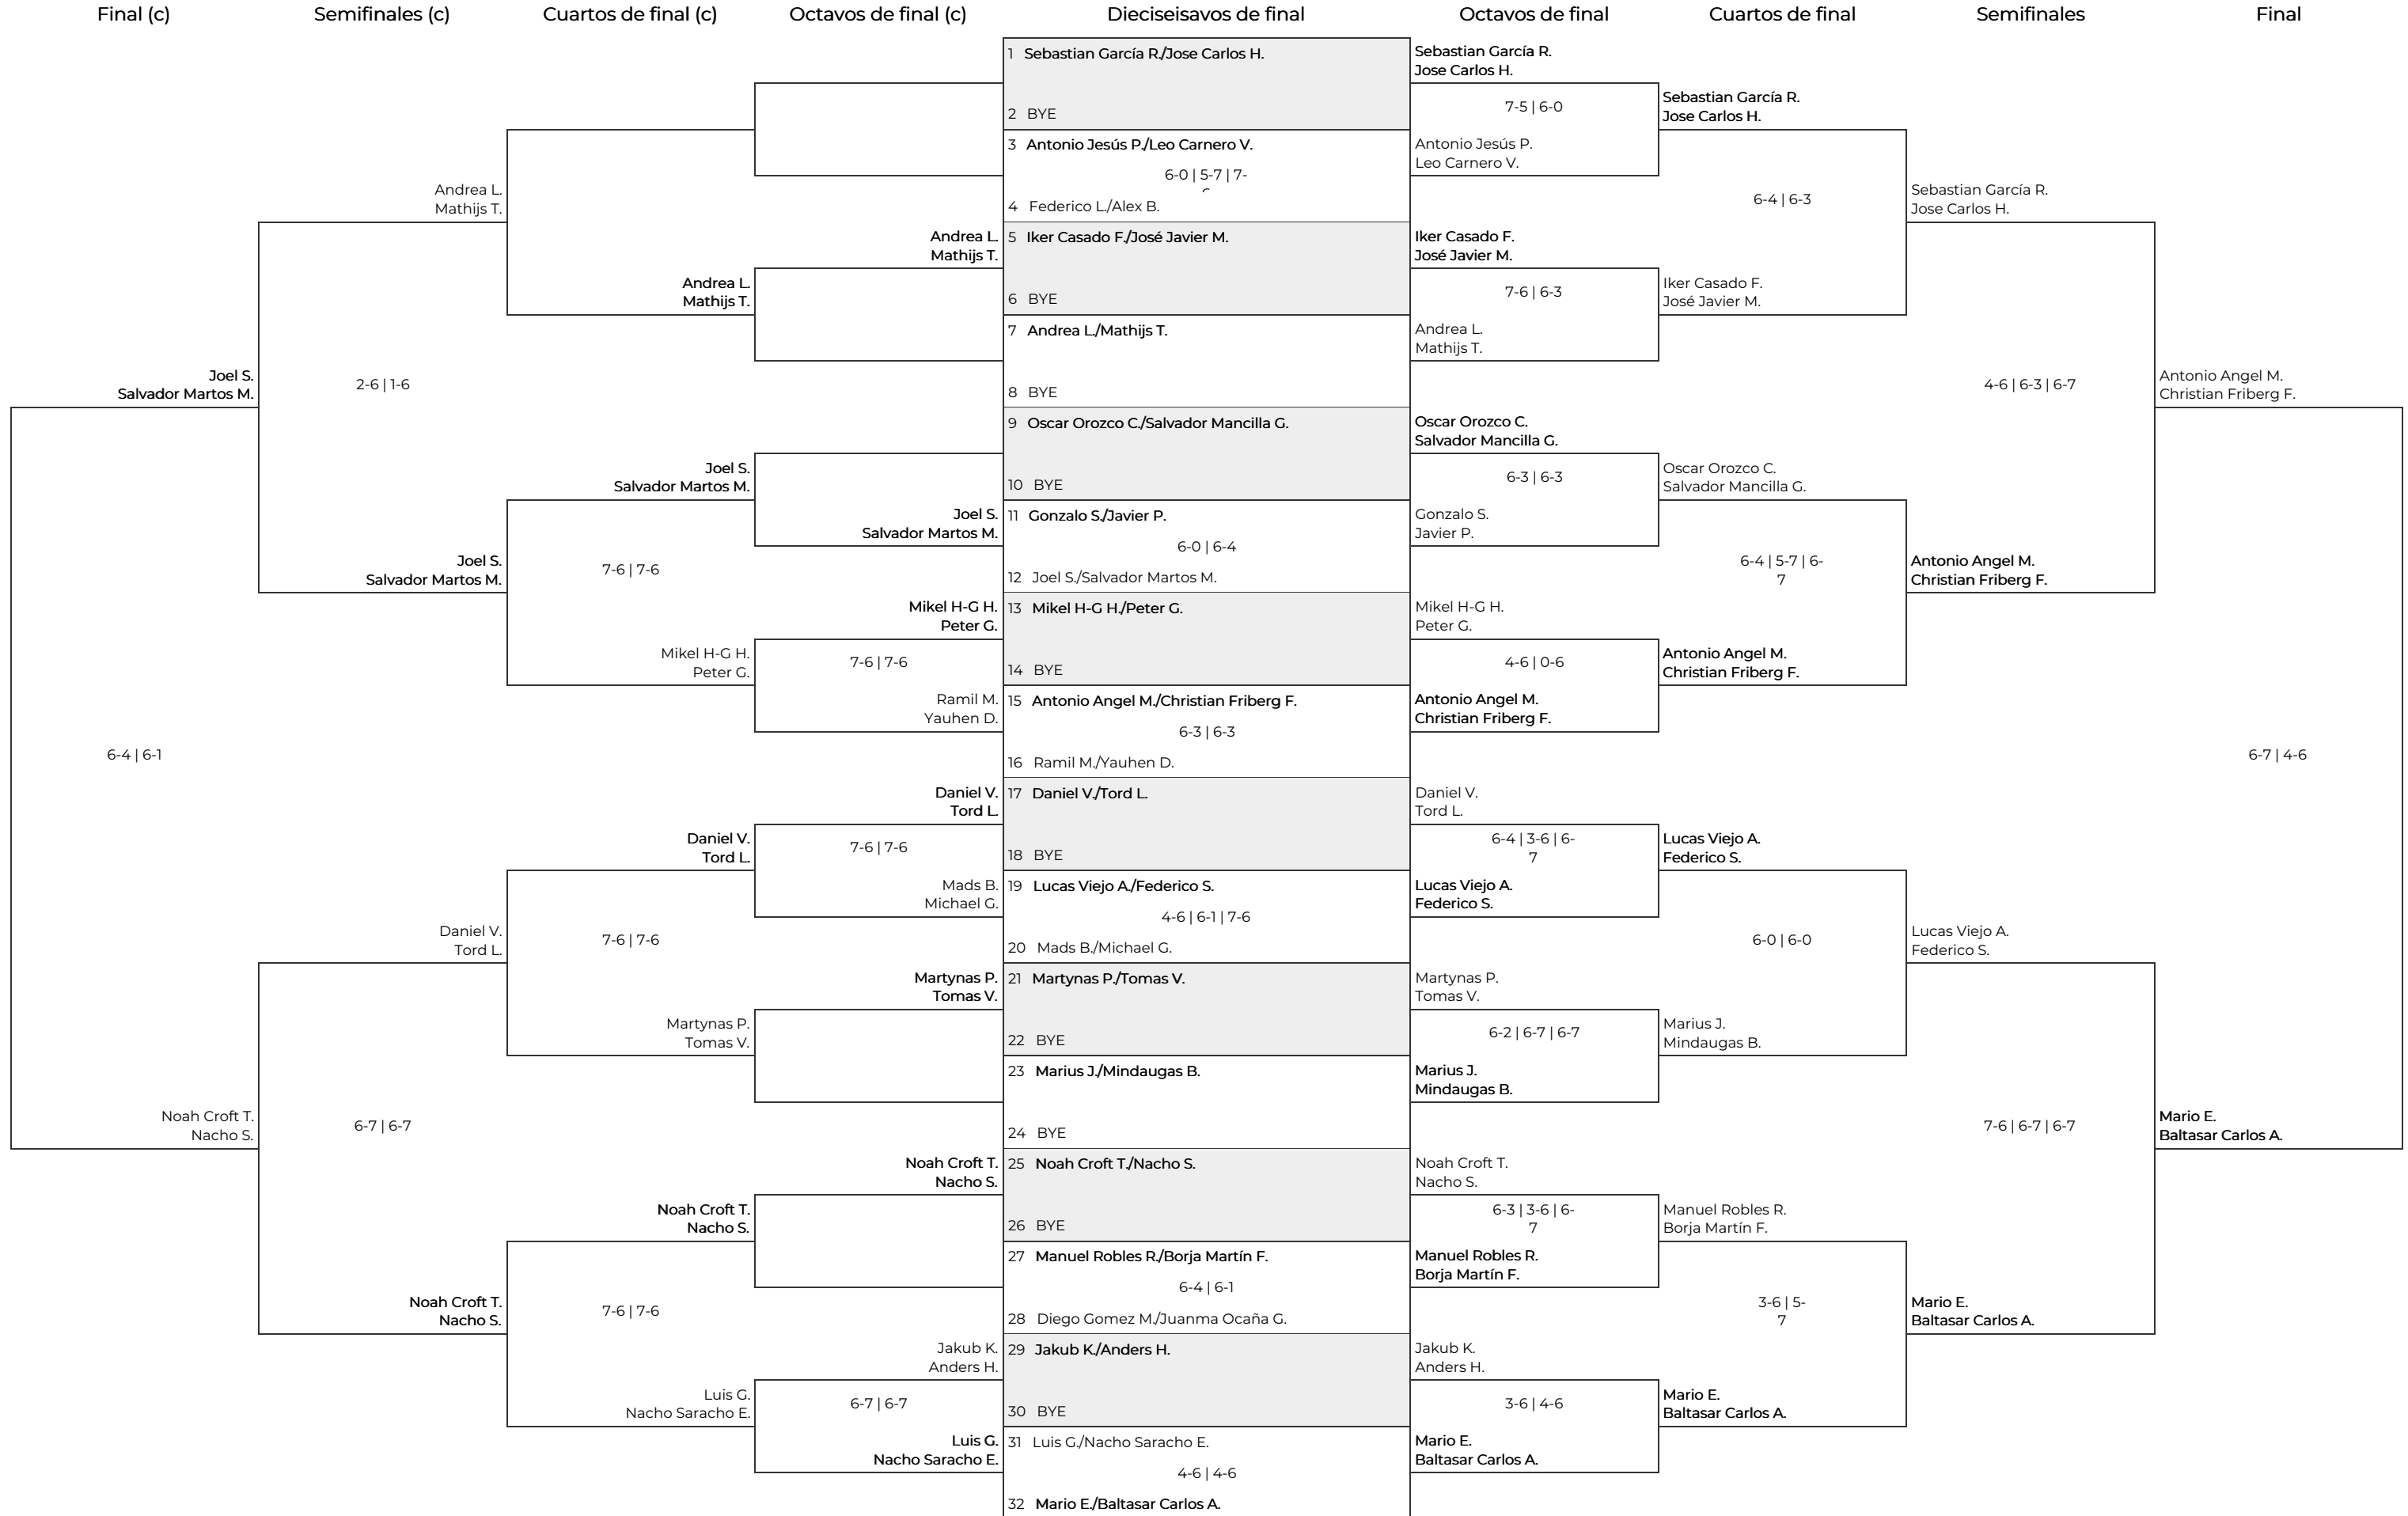 Final (c)
Semifinales (c)
Cuartos de final (c)
Octavos de final (c)
Dieciseisavos de final
Octavos de final
Cuartos de final
Semifinales
Final
Joel S.
Salvador Martos M.
6-4 | 6-1
Noah Croft T.
Nacho S.
Andrea L.
Mathijs T.
2-6 | 1-6
Joel S.
Salvador Martos M.
Daniel V.
Tord L.
6-7 | 6-7
Noah Croft T.
Nacho S.
Andrea L.
Mathijs T.
Joel S.
Salvador Martos M.
7-6 | 7-6
Mikel H-G H.
Peter G.
Daniel V.
Tord L.
7-6 | 7-6
Martynas P.
Tomas V.
Noah Croft T.
Nacho S.
7-6 | 7-6
Luis G.
Nacho Saracho E.
Andrea L.
Mathijs T.
Joel S.
Salvador Martos M.
Mikel H-G H.
Peter G.
7-6 | 7-6
Ramil M.
Yauhen D.
Daniel V.
Tord L.
7-6 | 7-6
Mads B.
Michael G.
Martynas P.
Tomas V.
Noah Croft T.
Nacho S.
Jakub K.
Anders H.
6-7 | 6-7
Luis G.
Nacho Saracho E.
1 Sebastian García R./Jose Carlos H.
2 BYE
3 Antonio Jesús P./Leo Carnero V.
6-0 | 5-7 | 7-
4 Federico L./Alex B.
5 Iker Casado F./José Javier M.
6 BYE
7 Andrea L./Mathijs T.
8 BYE
9 Oscar Orozco C./Salvador Mancilla G.
10 BYE
11 Gonzalo S./Javier P.
6-0 | 6-4
12 Joel S./Salvador Martos M.
13 Mikel H-G H./Peter G.
14 BYE
15 Antonio Angel M./Christian Friberg F.
6-3 | 6-3
16 Ramil M./Yauhen D.
17 Daniel V./Tord L.
18 BYE
19 Lucas Viejo A./Federico S.
4-6 | 6-1 | 7-6
20 Mads B./Michael G.
21 Martynas P./Tomas V.
22 BYE
23 Marius J./Mindaugas B.
24 BYE
25 Noah Croft T./Nacho S.
26 BYE
27 Manuel Robles R./Borja Martín F.
6-4 | 6-1
28 Diego Gomez M./Juanma Ocaña G.
29 Jakub K./Anders H.
30 BYE
31 Luis G./Nacho Saracho E.
4-6 | 4-6
32 Mario E./Baltasar Carlos A.
Sebastian García R.
Jose Carlos H.
7-5 | 6-0
Antonio Jesús P.
Leo Carnero V.
Iker Casado F.
José Javier M.
7-6 | 6-3
Andrea L.
Mathijs T.
Oscar Orozco C.
Salvador Mancilla G.
6-3 | 6-3
Gonzalo S.
Javier P.
Mikel H-G H.
Peter G.
4-6 | 0-6
Antonio Angel M.
Christian Friberg F.
Daniel V.
Tord L.
6-4 | 3-6 | 6-
7
Lucas Viejo A.
Federico S.
Martynas P.
Tomas V.
6-2 | 6-7 | 6-7
Marius J.
Mindaugas B.
Noah Croft T.
Nacho S.
6-3 | 3-6 | 6-
7
Manuel Robles R.
Borja Martín F.
Jakub K.
Anders H.
3-6 | 4-6
Mario E.
Baltasar Carlos A.
Sebastian García R.
Jose Carlos H.
6-4 | 6-3
Iker Casado F.
José Javier M.
Oscar Orozco C.
Salvador Mancilla G.
6-4 | 5-7 | 6-
7
Antonio Angel M.
Christian Friberg F.
Lucas Viejo A.
Federico S.
6-0 | 6-0
Marius J.
Mindaugas B.
Manuel Robles R.
Borja Martín F.
3-6 | 5-
7
Mario E.
Baltasar Carlos A.
Sebastian García R.
Jose Carlos H.
4-6 | 6-3 | 6-7
Antonio Angel M.
Christian Friberg F.
Lucas Viejo A.
Federico S.
7-6 | 6-7 | 6-7
Mario E.
Baltasar Carlos A.
Antonio Angel M.
Christian Friberg F.
6-7 | 4-6
Mario E.
Baltasar Carlos A.